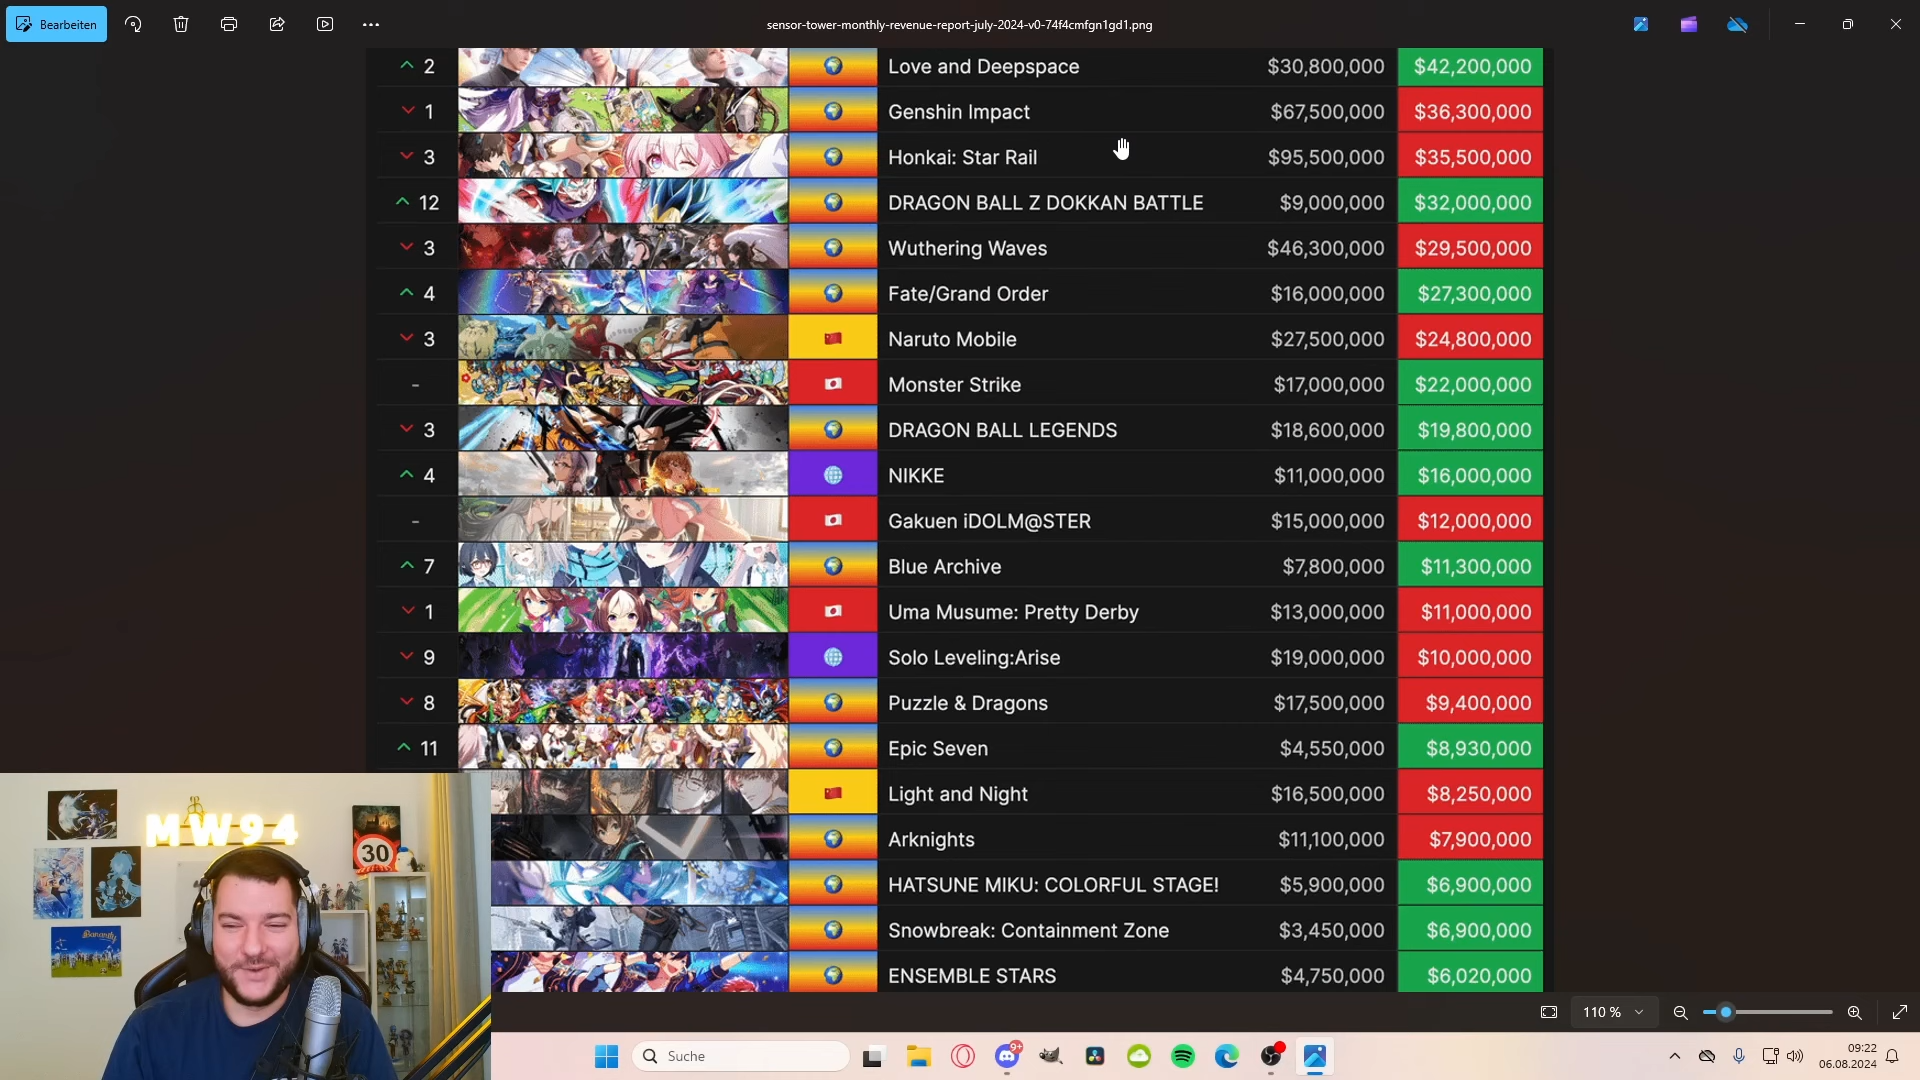 Bearbeiten
sensor-tower-monthly-revenue-report-july-2024-v0-74f4cmfgn1gd1.png
2 Love and Deepspace $30,800,000 $42,200,000
1 Genshin Impact $67,500,000 $36,300,000
3 Honkai: Star Rail $95,500,000 $35,500,000
12 DRAGON BALL Z DOKKAN BATTLE $9,000,000 $32,000,000
3 Wuthering Waves $46,300,000 $29,500,000
4 Fate/Grand Order $16,000,000 $27,300,000
3 Naruto Mobile $27,500,000 $24,800,000
- Monster Strike $17,000,000 $22,000,000
3 DRAGON BALL LEGENDS $18,600,000 $19,800,000
4 NIKKE $11,000,000 $16,000,000
- Gakuen iDOLM@STER $15,000,000 $12,000,000
7 Blue Archive $7,800,000 $11,300,000
1 Uma Musume: Pretty Derby $13,000,000 $11,000,000
9 Solo Leveling:Arise $19,000,000 $10,000,000
8 Puzzle & Dragons $17,500,000 $9,400,000
11 Epic Seven $4,550,000 $8,930,000
Light and Night $16,500,000 $8,250,000
Arknights $11,100,000 $7,900,000
HATSUNE MIKU: COLORFUL STAGE! $5,900,000 $6,900,000
Snowbreak: Containment Zone $3,450,000 $6,900,000
ENSEMBLE STARS $4,750,000 $6,020,000
MW94
30
110 %
Suche
9+
09:22
06.08.2024